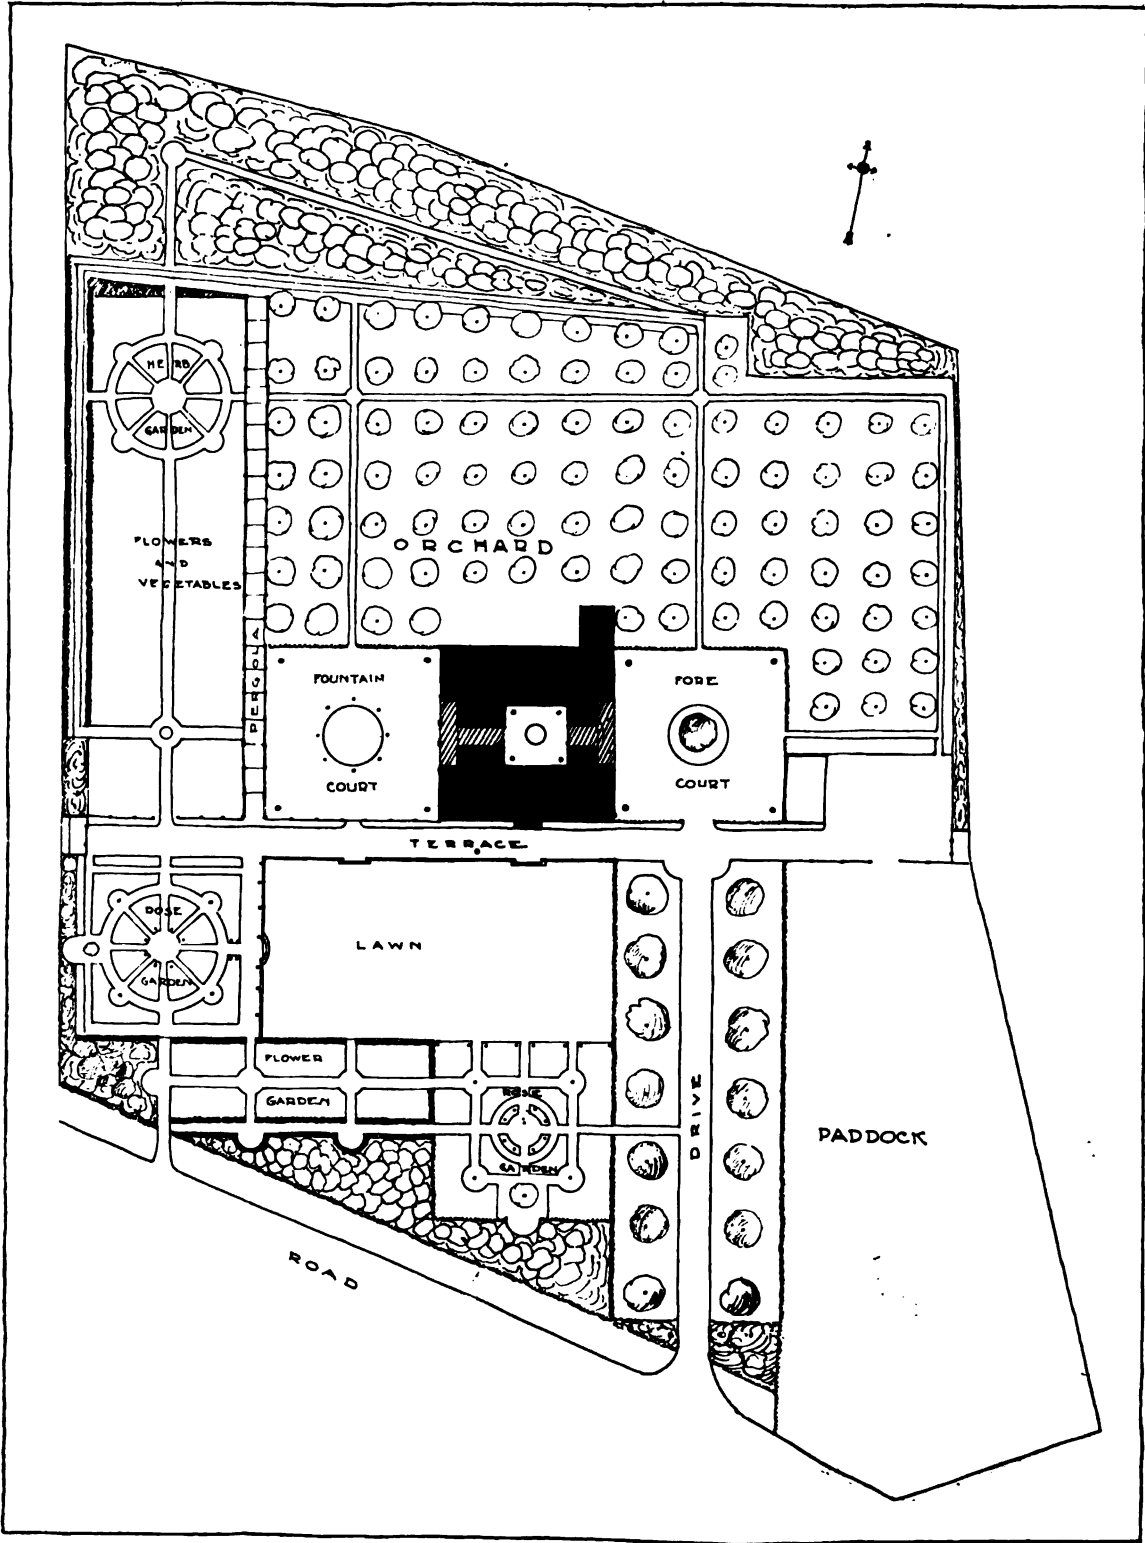 HERB
GARDEN
FLOWERS
AND
VEGETABLES
ORCHARD
PERGOLA
FOUNTAIN
COURT
FORE
COURT
TERRACE
ROSE
GARDEN
LAWN
FLOWER
GARDEN
ROSE
GARDEN
DRIVE
PADDOCK
ROAD